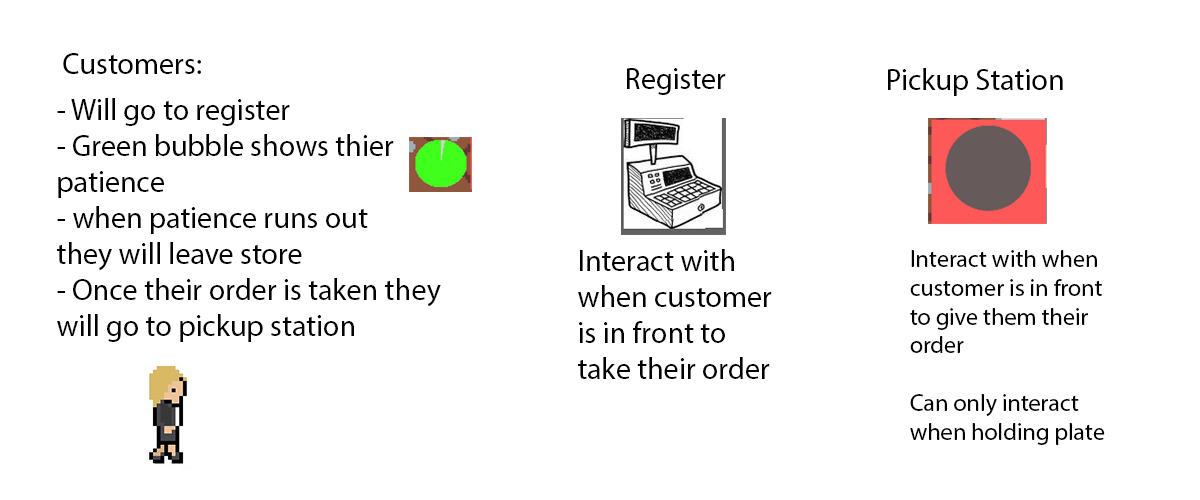 Customers:
- Will go to register
- Green bubble shows thier
patience
- when patience runs out
they will leave store
- Once their order is taken they
will go to pickup station
Register
Interact with
when customer
is in front to
take their order
Pickup Station
Interact with when
customer is in front
to give them their
order
Can only interact
when holding plate